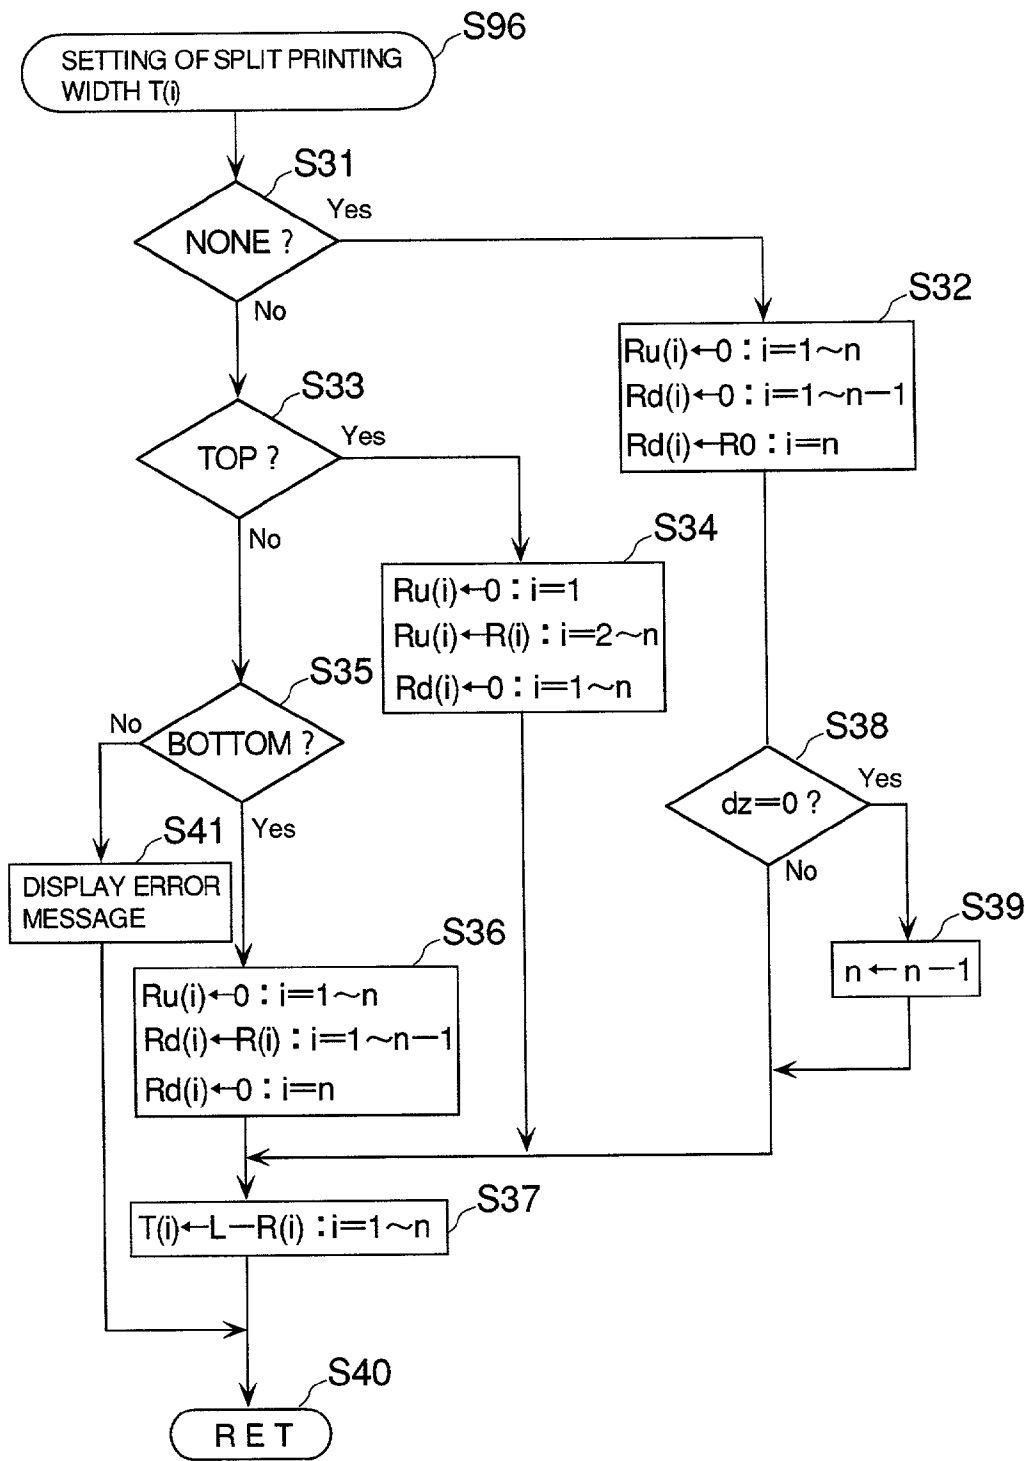 S96
SETTING OF SPLIT PRINTING
WIDTH T(i)
S31
NONE ?
Yes
No
S32
Ru(i)←0 : i=1~n
Rd(i)←0 : i=1~n−1
Rd(i)←R0 : i=n
S33
TOP ?
Yes
No
S34
Ru(i)←0 : i=1
Ru(i)←R(i) : i=2~n
Rd(i)←0 : i=1~n
S35
BOTTOM ?
No
Yes
S38
dz=0 ?
Yes
No
S41
DISPLAY ERROR
MESSAGE
S39
n←n−1
S36
Ru(i)←0 : i=1~n
Rd(i)←R(i) : i=1~n−1
Rd(i)←0 : i=n
S37
T(i)←L−R(i) : i=1~n
S40
RET